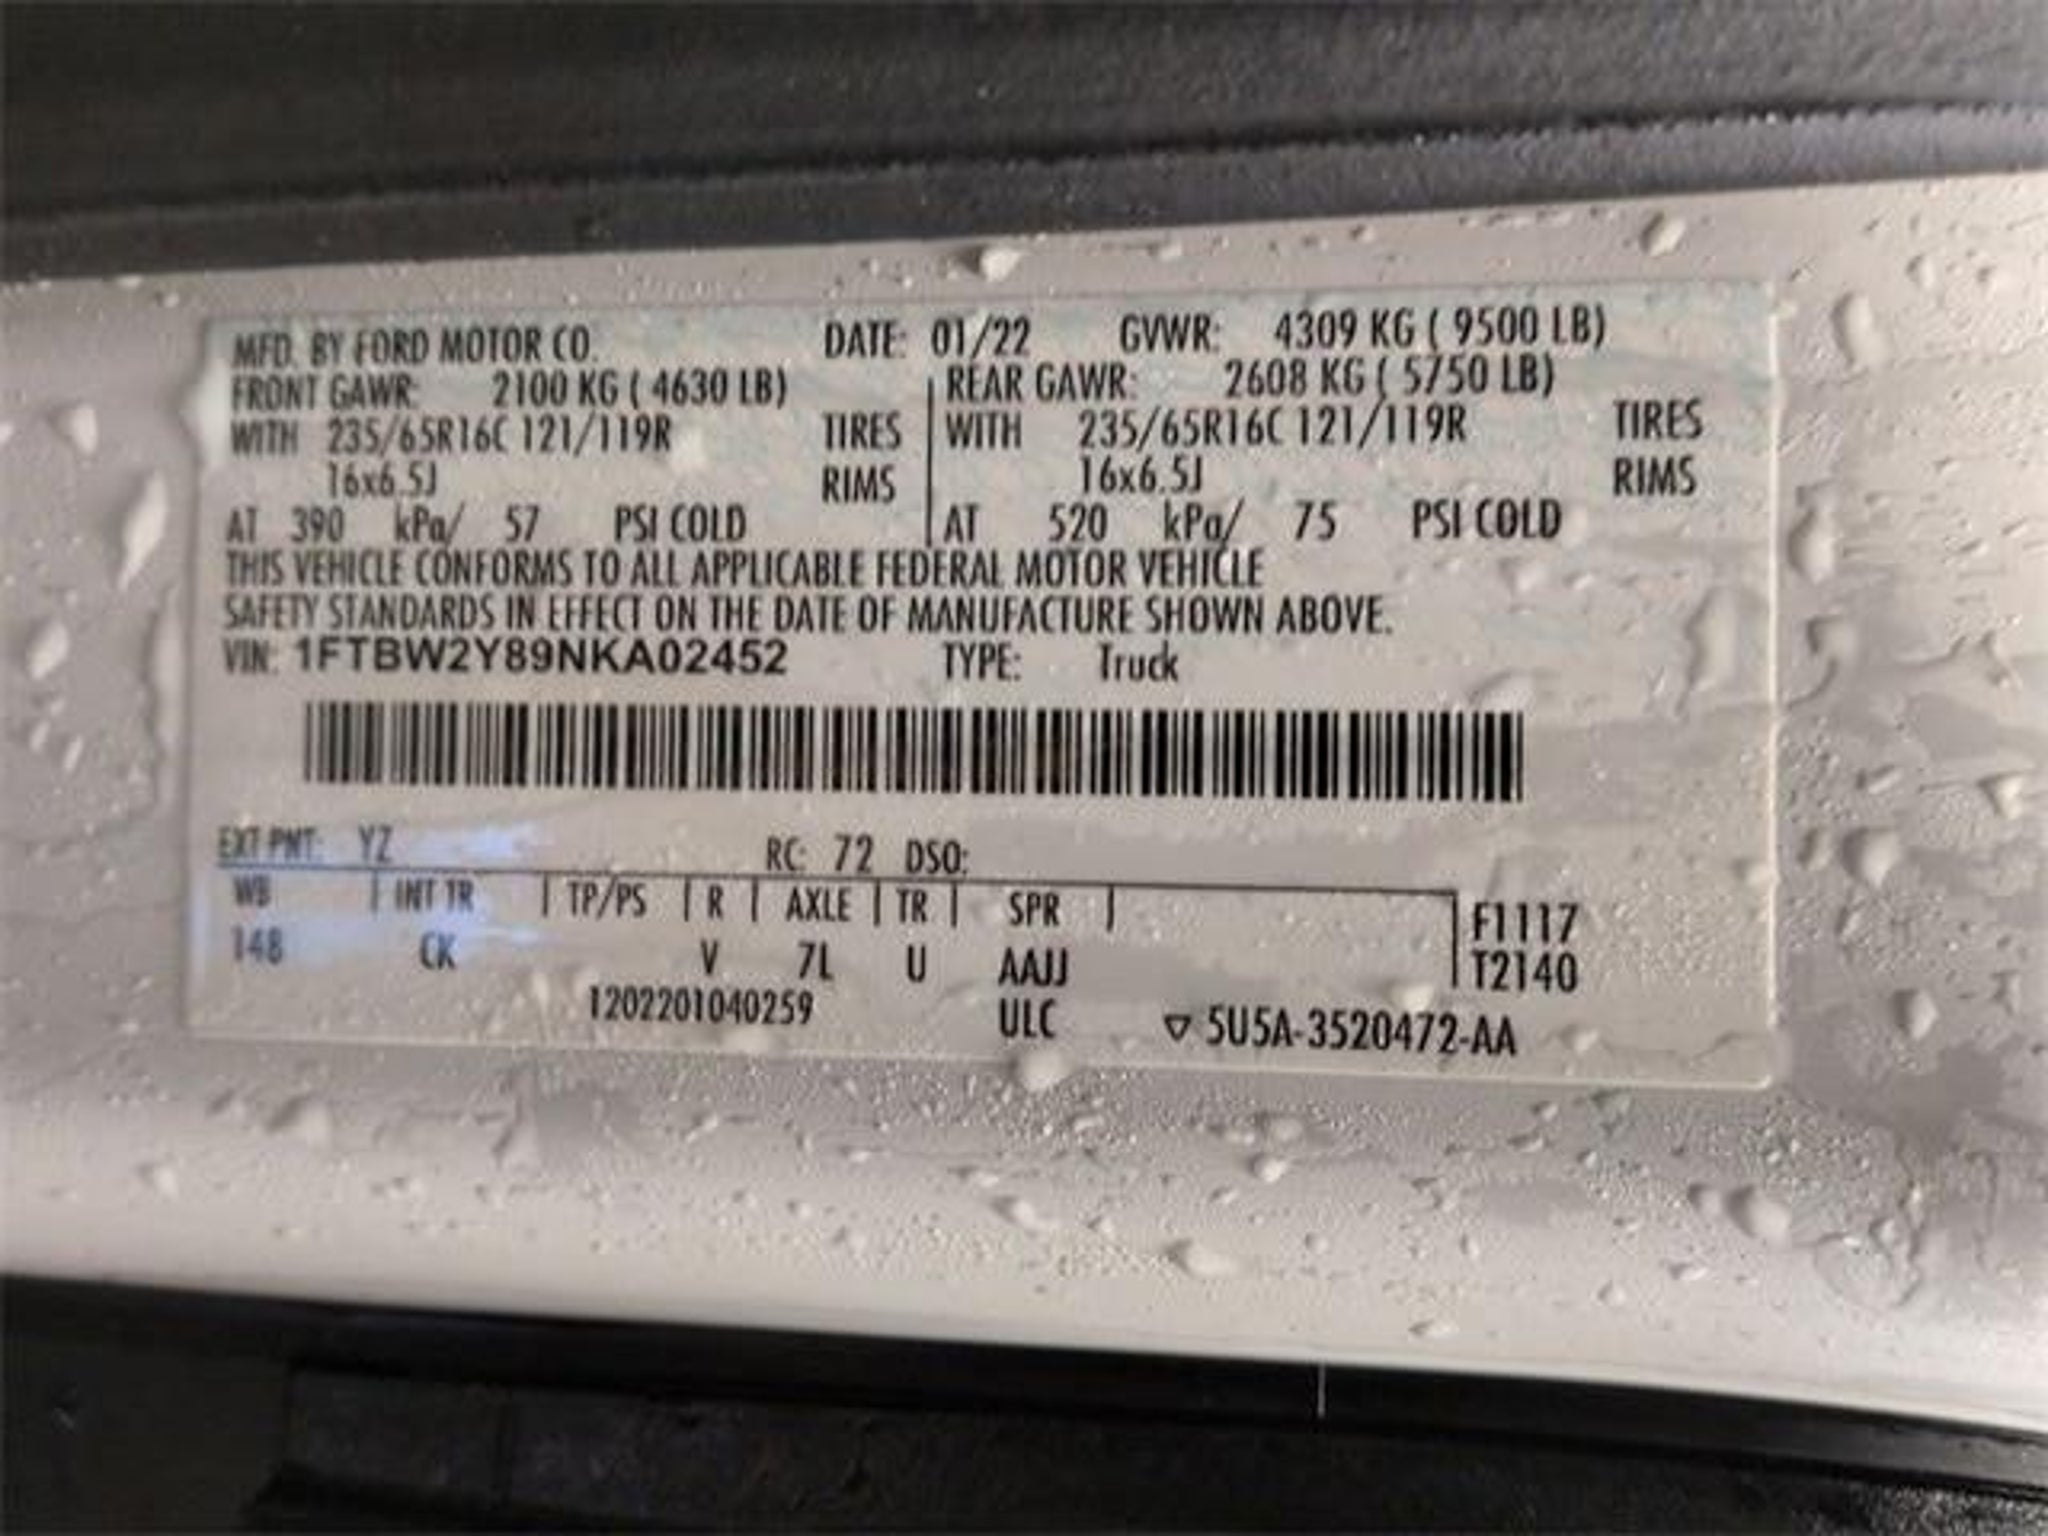 MFD. BY FORD MOTOR CO. DATE: 01/22 GVWR: 4309 KG ( 9500 LB)
FRONT GAWR: 2100 KG ( 4630 LB) REAR GAWR: 2608 KG ( 5750 LB)
WITH 235/65R16C 121/119R TIRES WITH 235/65R16C 121/119R TIRES
16x6.5J RIMS 16x6.5J RIMS
AT 390 kPa/ 57 PSI COLD AT 520 kPa/ 75 PSI COLD
THIS VEHICLE CONFORMS TO ALL APPLICABLE FEDERAL MOTOR VEHICLE
SAFETY STANDARDS IN EFFECT ON THE DATE OF MANUFACTURE SHOWN ABOVE.
VIN: 1FTBW2Y89NKA02452 TYPE: Truck
EXT PNT: YZ RC: 72 DSO:
WB INT TR TP/PS R AXLE TR SPR F1117
148 CK V 7L U AAJJ T2140
1202201040259 ULC ▽ 5U5A-3520472-AA